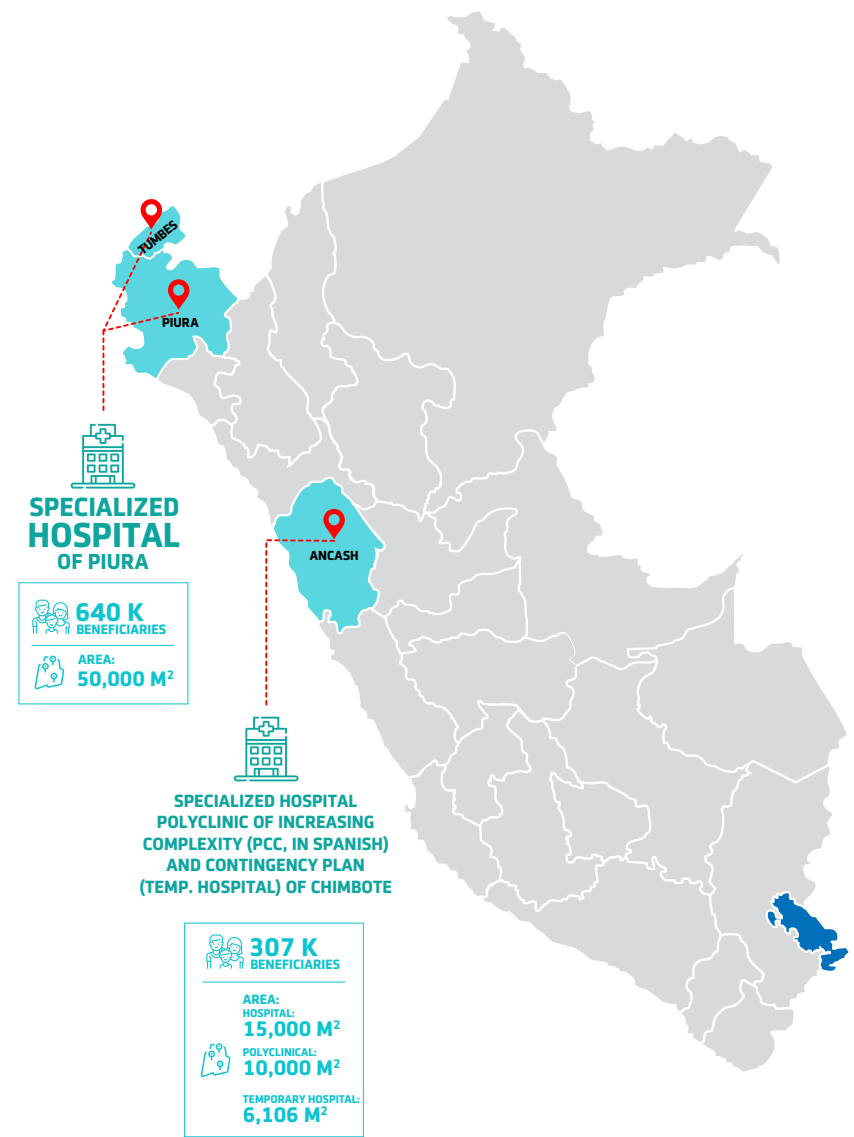 TUMBES
PIURA
SPECIALIZED
HOSPITAL
OF PIURA
640 K
BENEFICIARIES
AREA:
50,000 M²
ANCASH
SPECIALIZED HOSPITAL
POLYCLINIC OF INCREASING
COMPLEXITY (PCC, IN SPANISH)
AND CONTINGENCY PLAN
(TEMP. HOSPITAL) OF CHIMBOTE
307 K
BENEFICIARIES
AREA:
HOSPITAL:
15,000 M²
POLYCLINICAL:
10,000 M²
TEMPORARY HOSPITAL:
6,106 M²